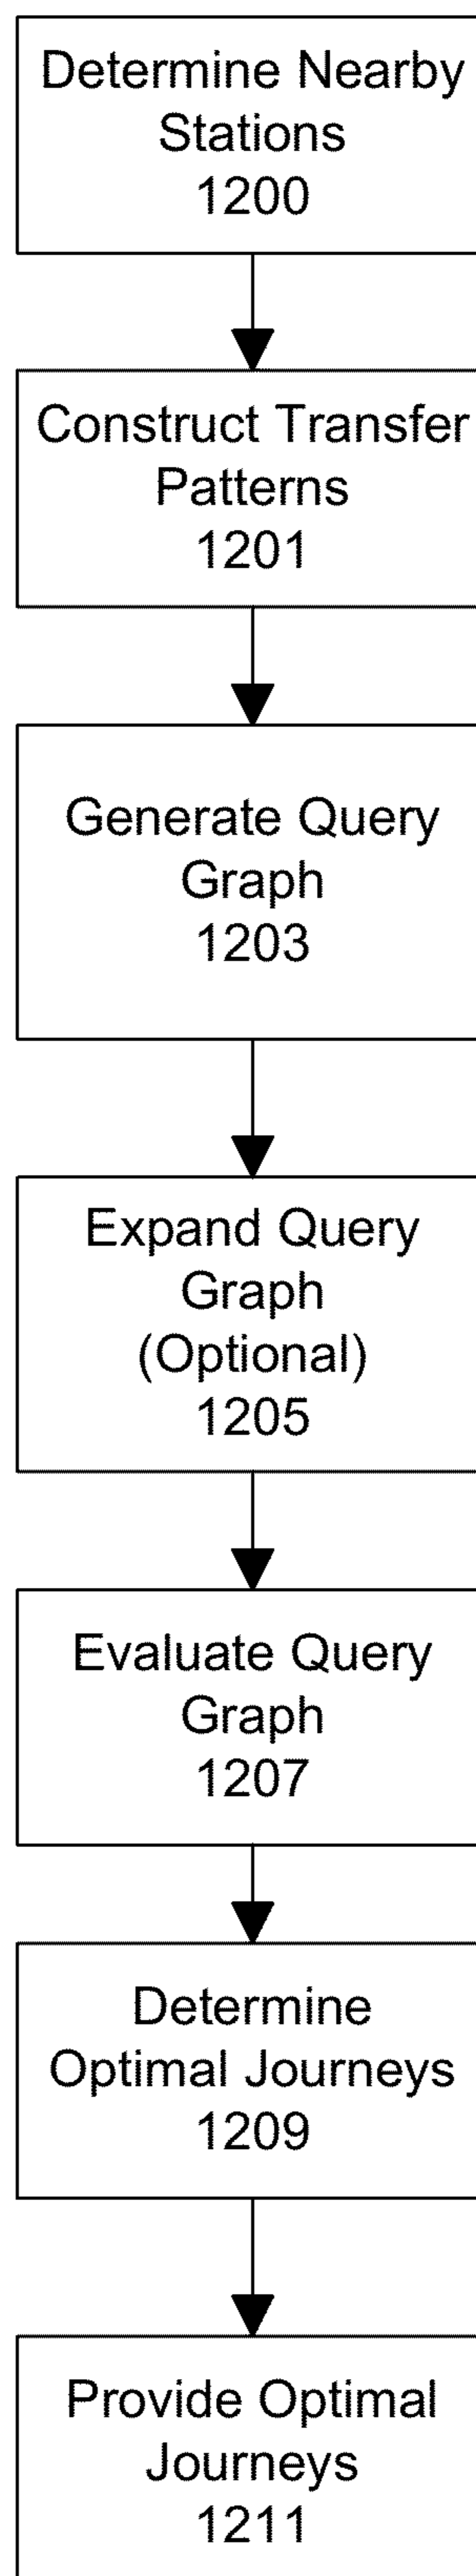 Determine Nearby
Stations
1200
Construct Transfer
Patterns
1201
Generate Query
Graph
1203
Expand Query
Graph
(Optional)
1205
Evaluate Query
Graph
1207
Determine
Optimal Journeys
1209
Provide Optimal
Journeys
1211